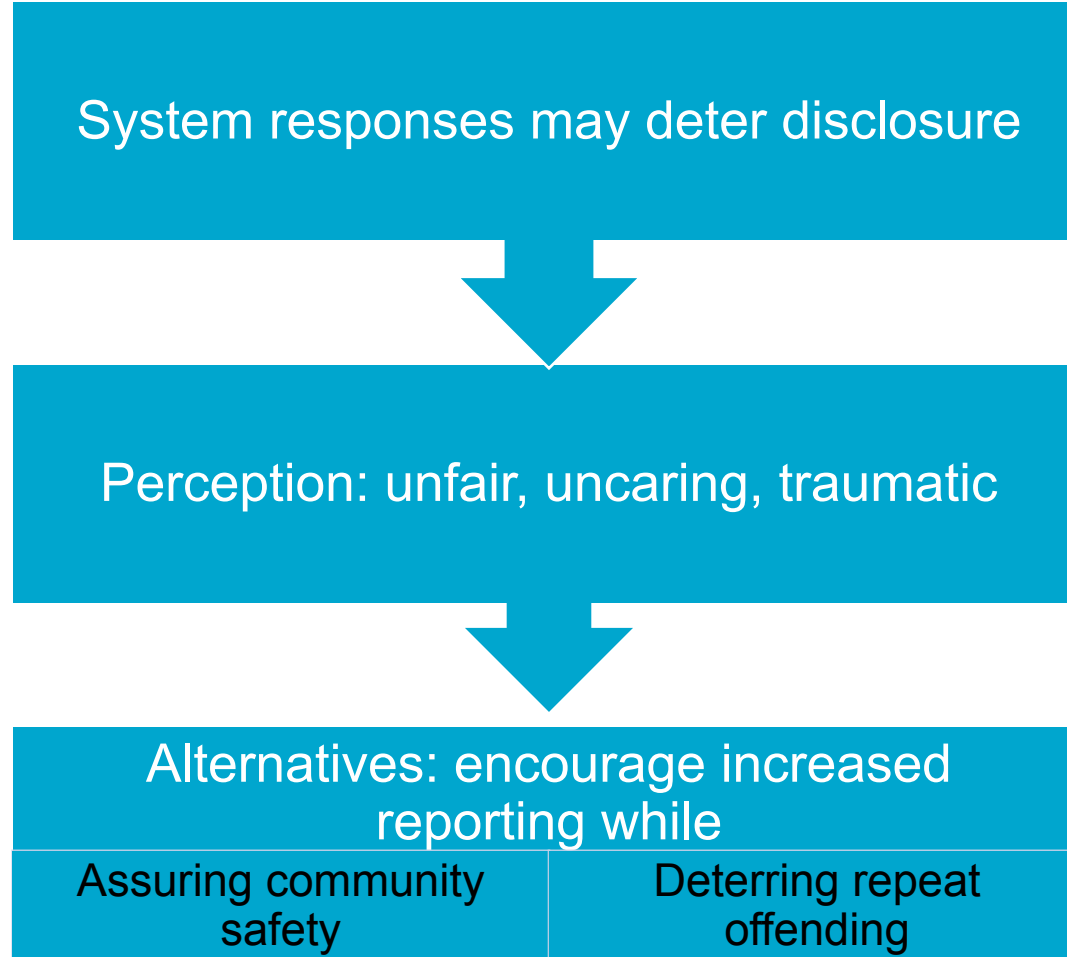 System responses may deter disclosure
Perception: unfair, uncaring, traumatic
Alternatives: encourage increased
reporting while
Assuring community
safety
Deterring repeat
offending